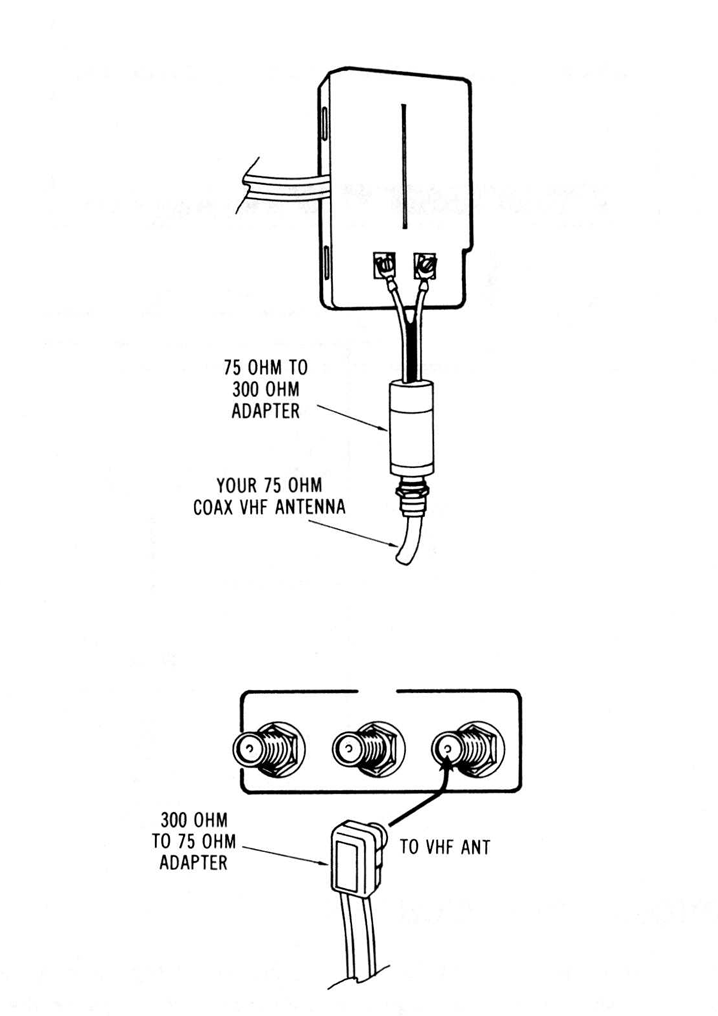 75 OHM TO
300 OHM
ADAPTER
YOUR 75 OHM
COAX VHF ANTENNA
300 OHM
TO 75 OHM
ADAPTER
TO VHF ANT